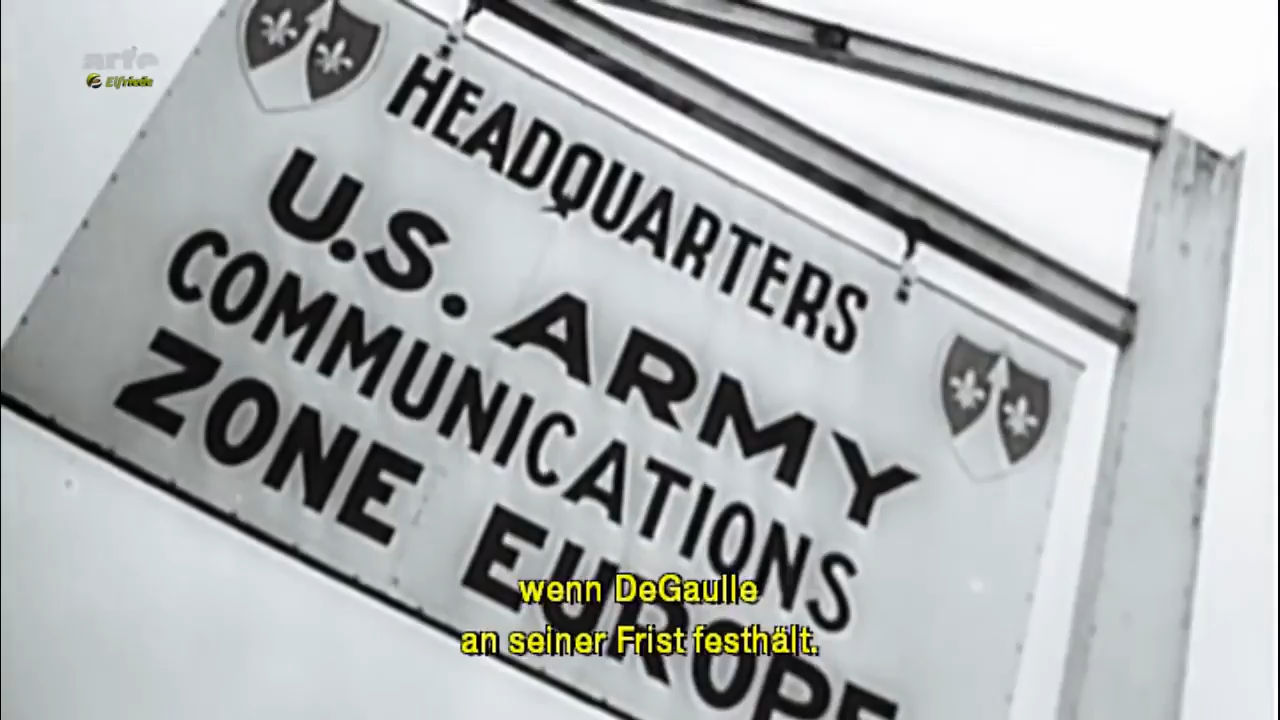 arte
Elfriede
HEADQUARTERS
U.S. ARMY
COMMUNICATIONS
ZONE EUROPE
wenn DeGaulle
an seiner Frist festhält.